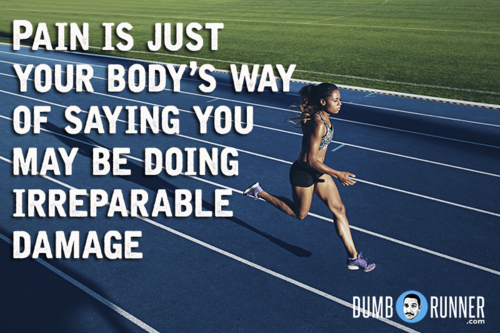 PAIN IS JUST
YOUR BODY'S WAY
OF SAYING YOU
MAY BE DOING
IRREPARABLE
DAMAGE
DUMB RUNNER
.com